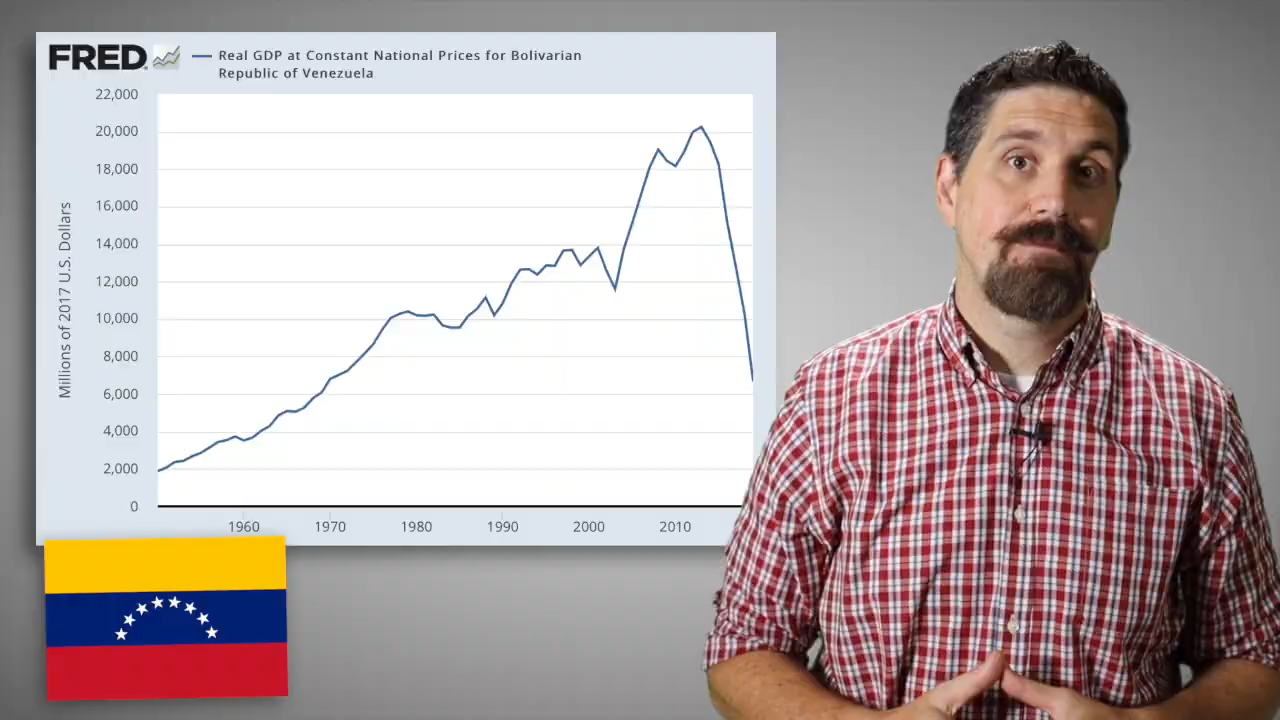 FRED
Real GDP at Constant National Prices for Bolivarian
Republic of Venezuela
Millions of 2017 U.S. Dollars
22,000
20,000
18,000
16,000
14,000
12,000
10,000
8,000
6,000
4,000
2,000
0
1960 1970 1980 1990 2000 2010